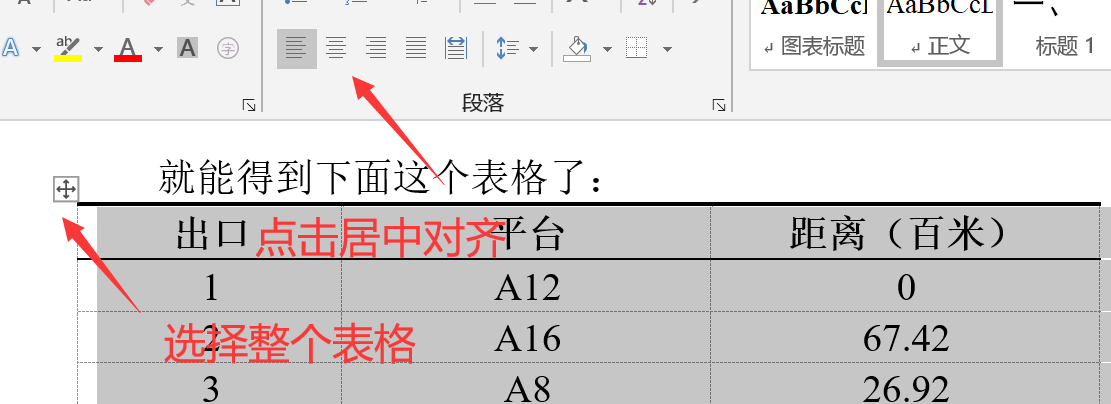 AaBbCcI AaBbCcL 一、
A A A 字
↲ 图表标题 ↲ 正文 标题 1
段落
就能得到下面这个表格了：
出口 点击居中对齐 平台 距离（百米）
1 A12 0
选择整个表格
2 A16 67.42
3 A8 26.92